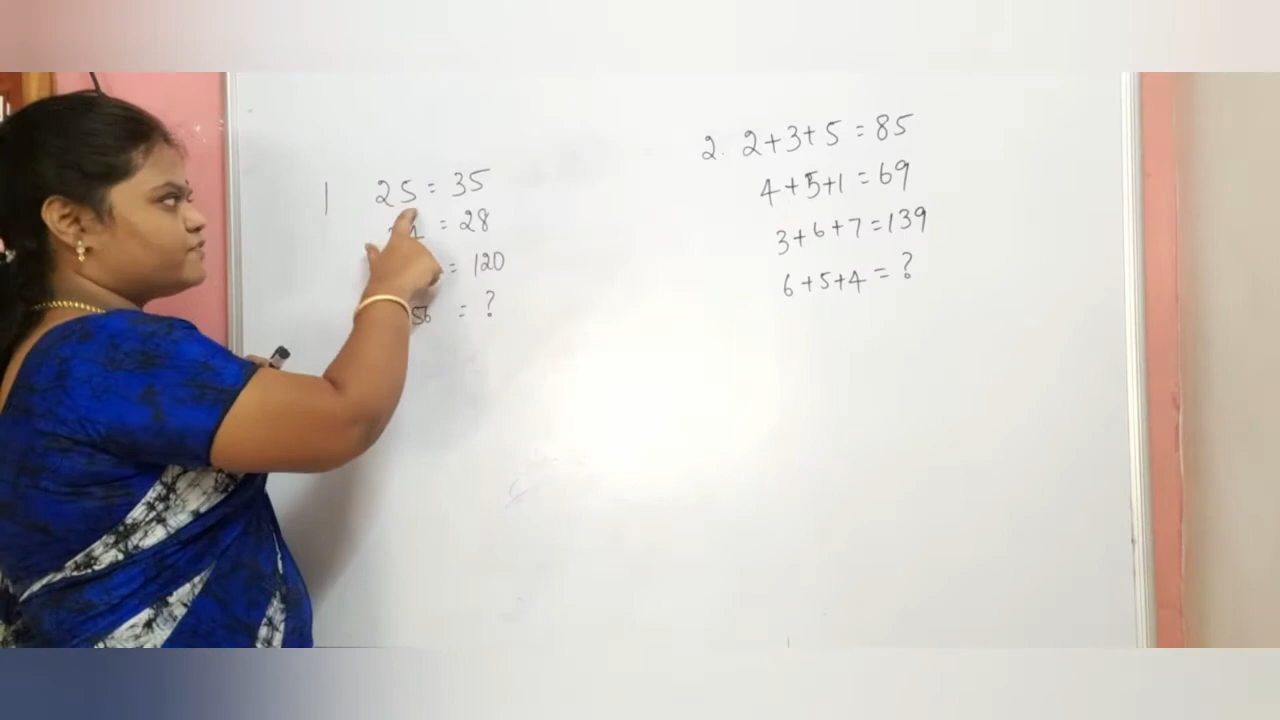 1 25 = 35
= 28
= 120
56 = ?
2. 2+3+5 = 85
4+5+1 = 69
3+6+7 = 139
6+5+4 = ?